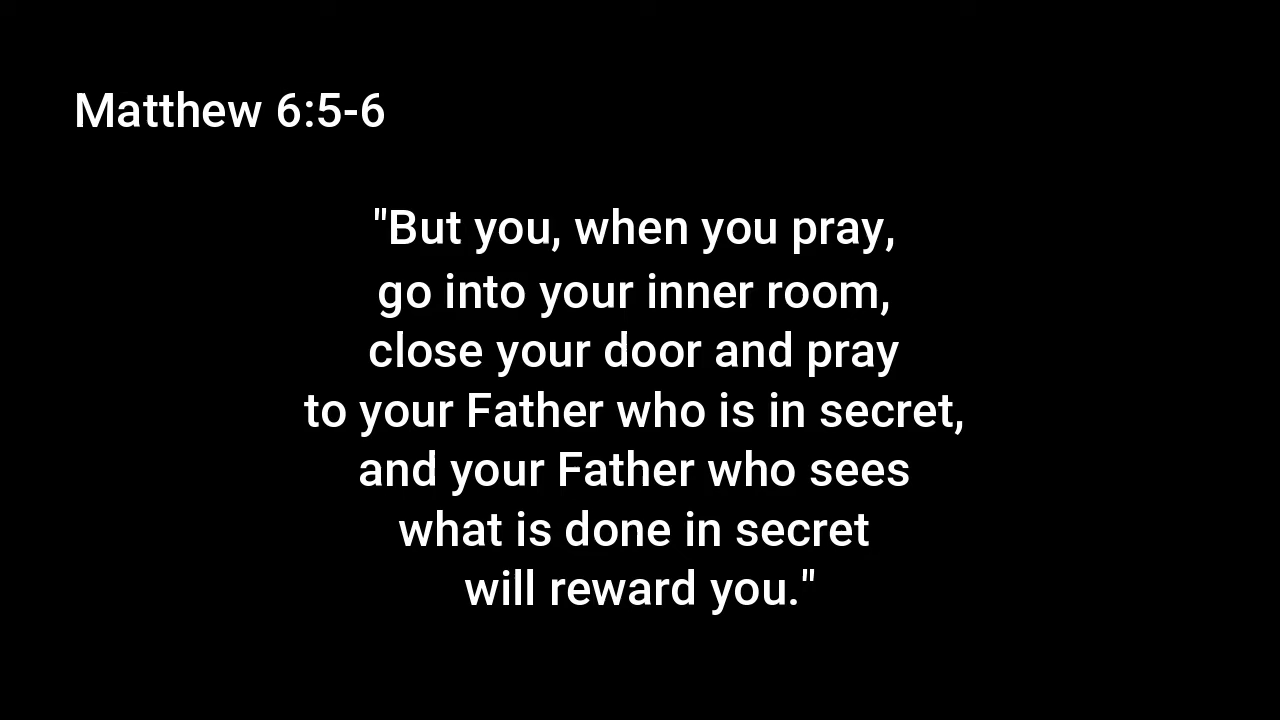 Matthew 6:5-6
"But you, when you pray,
go into your inner room,
close your door and pray
to your Father who is in secret,
and your Father who sees
what is done in secret
will reward you."